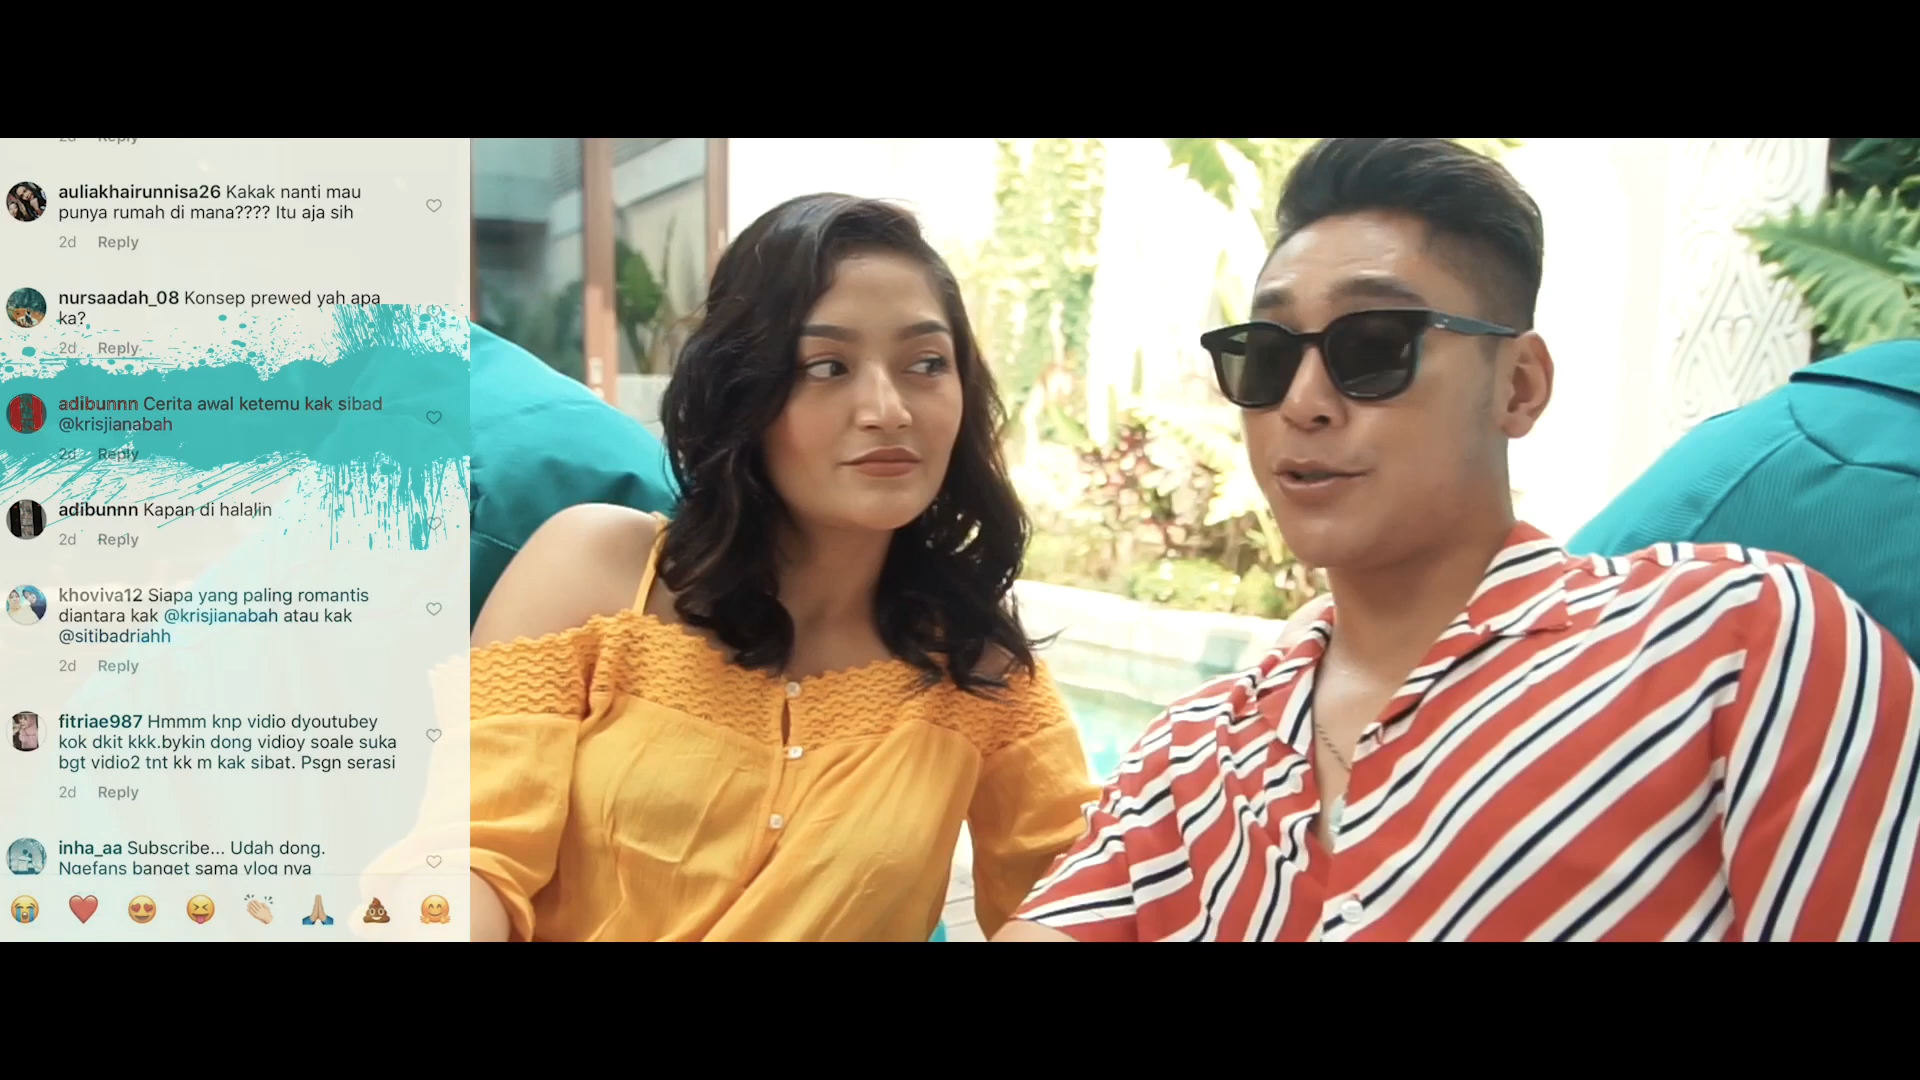 2d Reply
auliakhairunnisa26 Kakak nanti mau
punya rumah di mana???? Itu aja sih
2d Reply
nursaadah_08 Konsep prewed yah apa
ka?
2d Reply
adibunnn Cerita awal ketemu kak sibad
@krisjianabah
2d Reply
adibunnn Kapan di halalin
2d Reply
khoviva12 Siapa yang paling romantis
diantara kak @krisjianabah atau kak
@sitibadriahh
2d Reply
fitriae987 Hmmm knp vidio dyoutubey
kok dkit kkk.bykin dong vidioy soale suka
bgt vidio2 tnt kk m kak sibat. Psgn serasi
2d Reply
inha_aa Subscribe... Udah dong.
Ngefans banget sama vlog nya